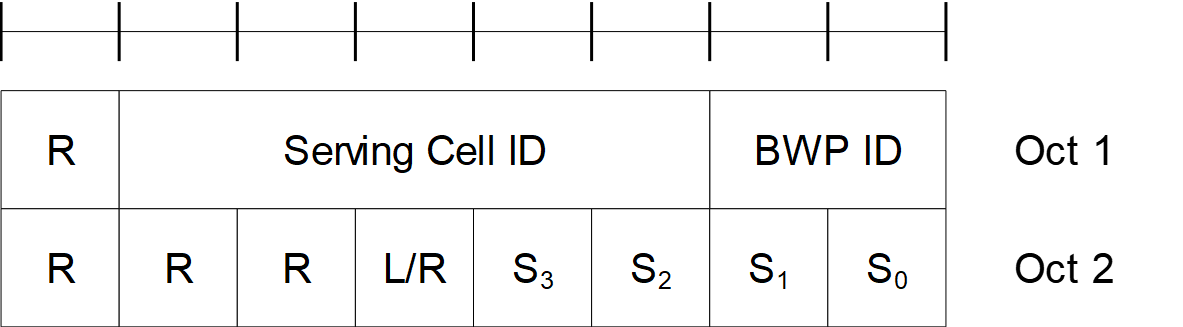 R Serving Cell ID BWP ID Oct 1
R R R L/R S₃ S₂ S₁ S₀ Oct 2